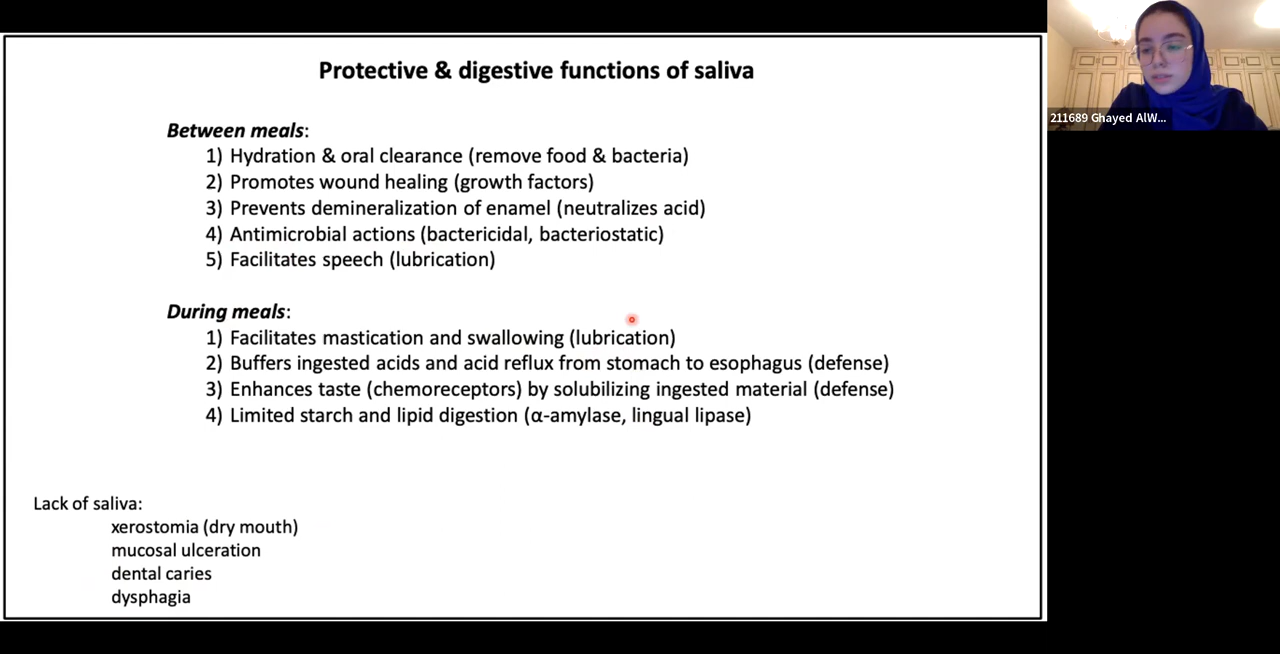 Protective & digestive functions of saliva
Between meals:
1) Hydration & oral clearance (remove food & bacteria)
2) Promotes wound healing (growth factors)
3) Prevents demineralization of enamel (neutralizes acid)
4) Antimicrobial actions (bactericidal, bacteriostatic)
5) Facilitates speech (lubrication)
During meals:
1) Facilitates mastication and swallowing (lubrication)
2) Buffers ingested acids and acid reflux from stomach to esophagus (defense)
3) Enhances taste (chemoreceptors) by solubilizing ingested material (defense)
4) Limited starch and lipid digestion (α-amylase, lingual lipase)
Lack of saliva:
xerostomia (dry mouth)
mucosal ulceration
dental caries
dysphagia
211689 Ghayed AlW...